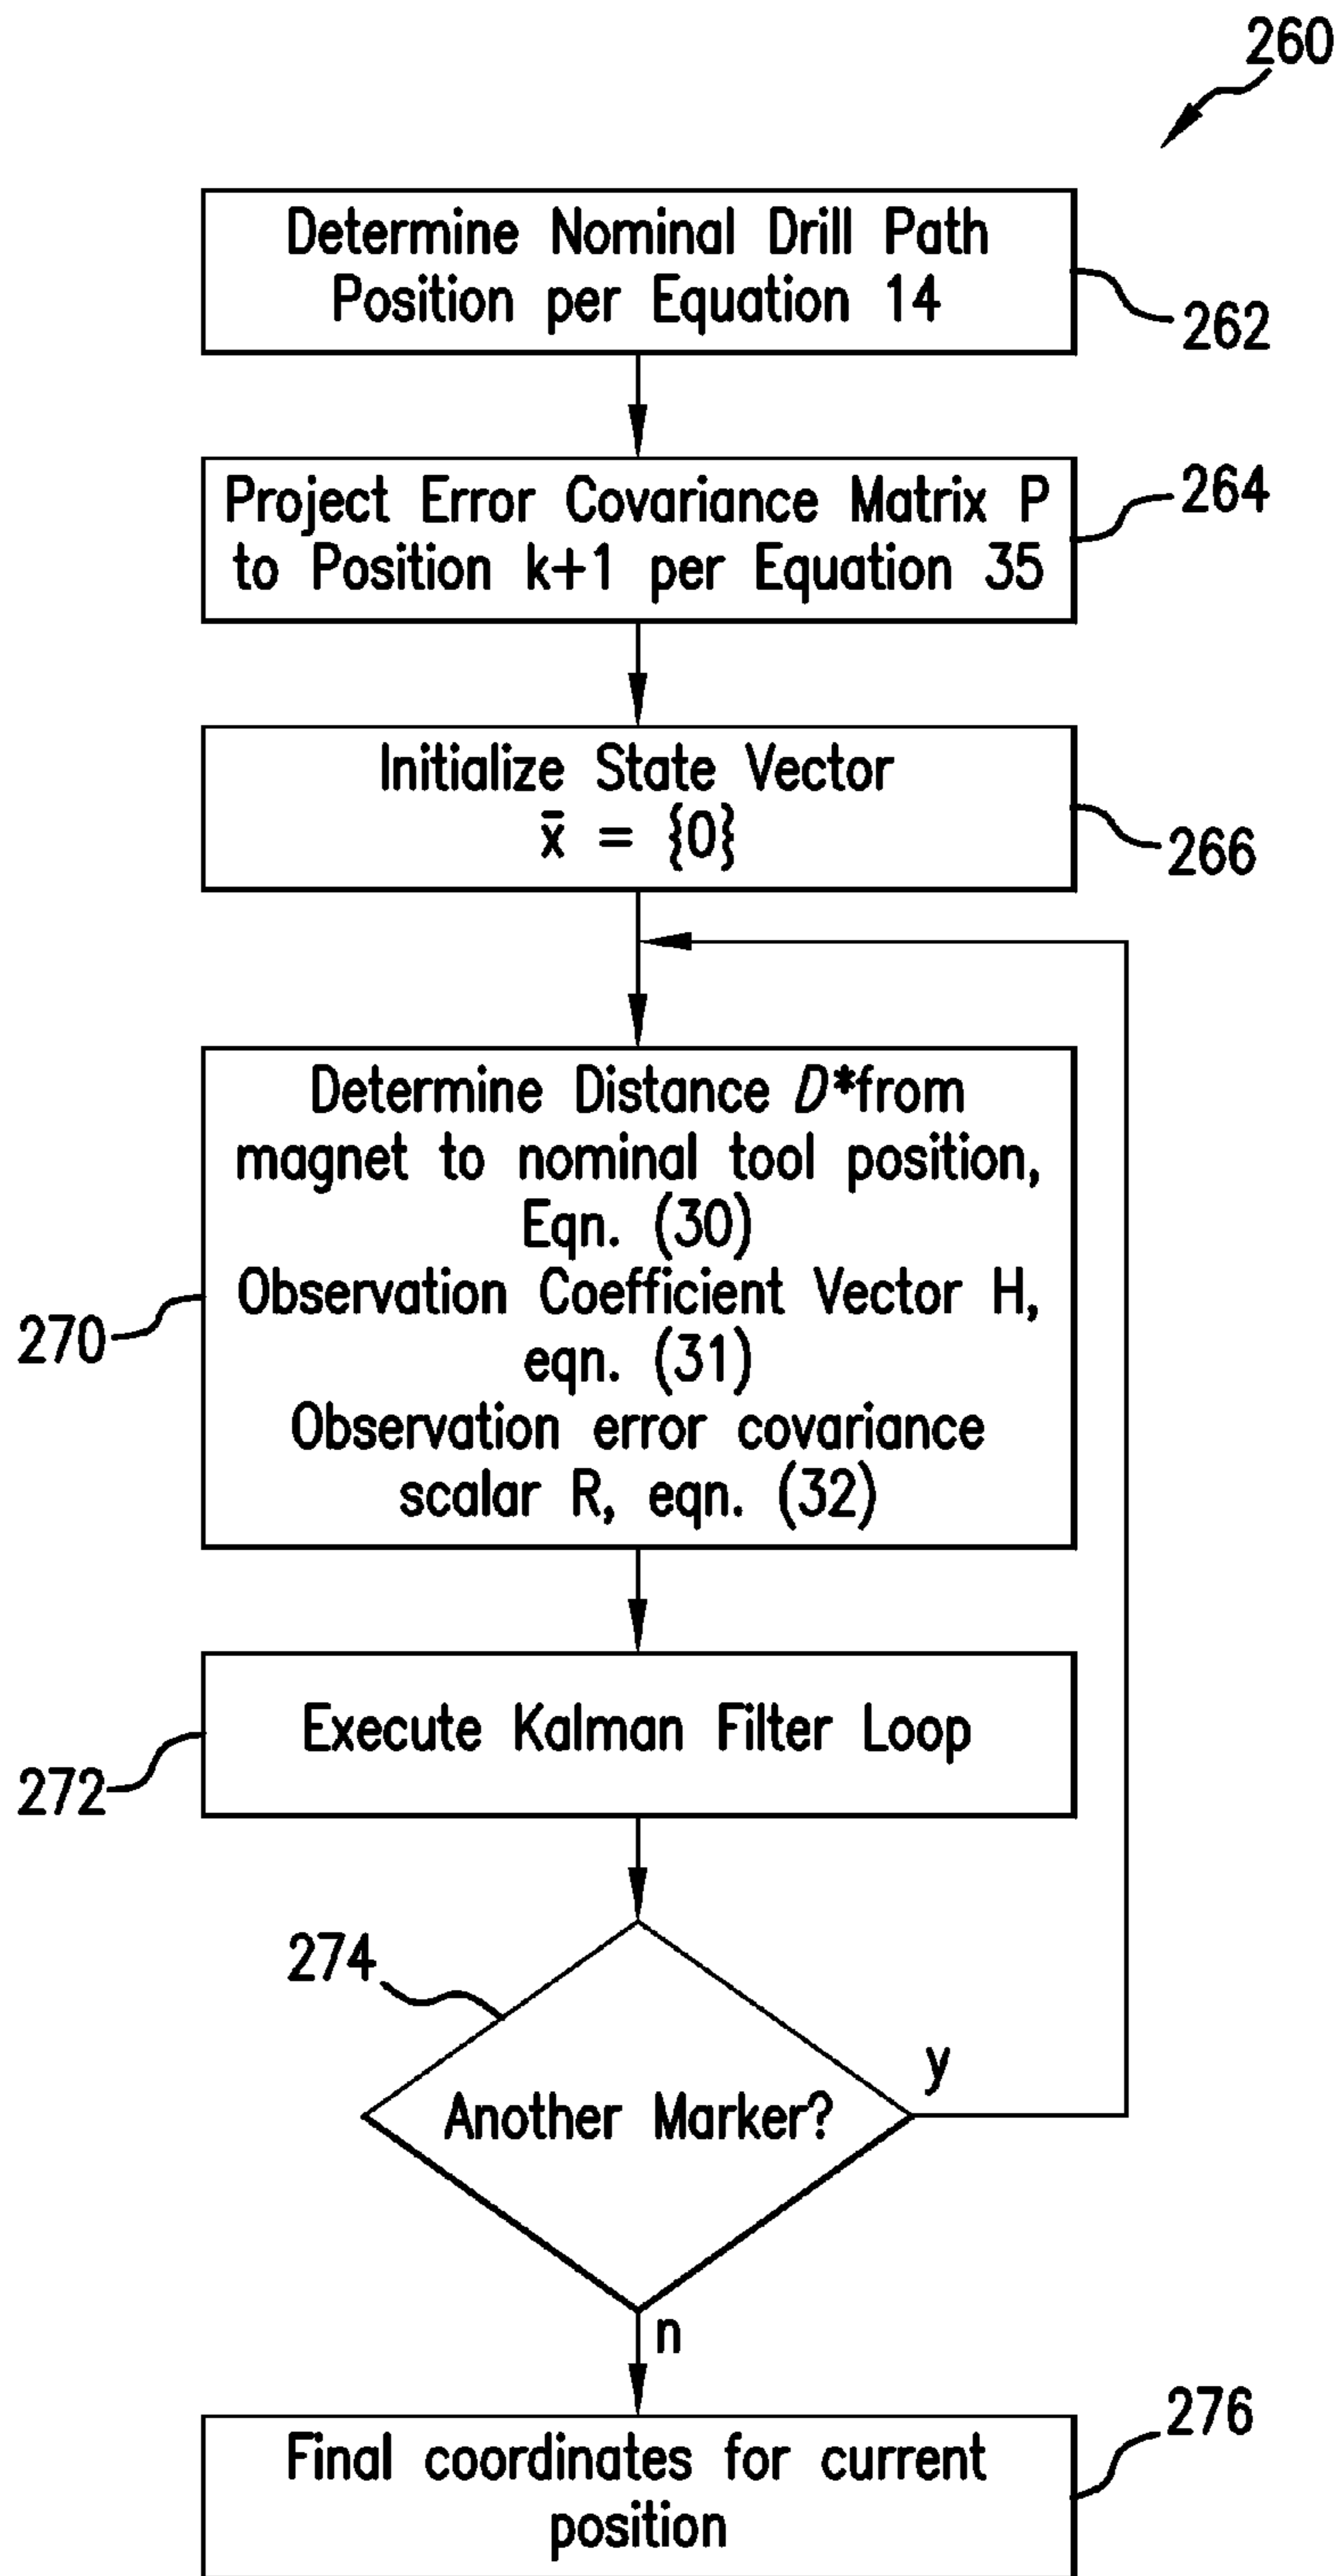 260
Determine Nominal Drill Path
Position per Equation 14
262
Project Error Covariance Matrix P
to Position k+1 per Equation 35
264
Initialize State Vector
x̄ = {0}
266
Determine Distance D*from
magnet to nominal tool position,
Eqn. (30)
Observation Coefficient Vector H,
eqn. (31)
Observation error covariance
scalar R, eqn. (32)
270
Execute Kalman Filter Loop
272
274
Another Marker?
y
n
Final coordinates for current
position
276